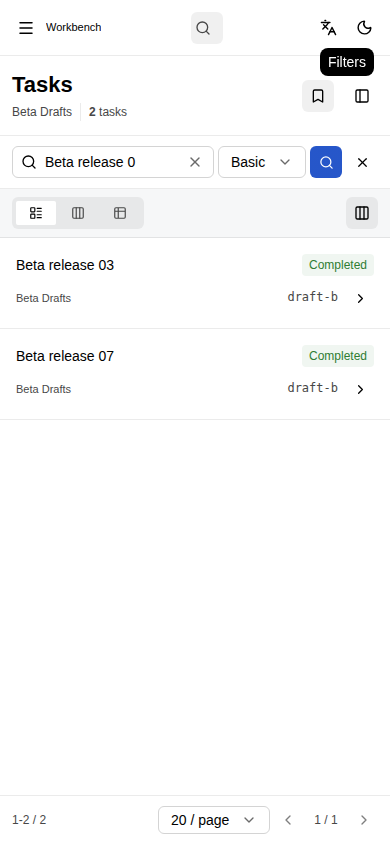 Workbench
Filters
Tasks
Beta Drafts 2 tasks
Beta release 0 Basic
Beta release 03 Completed
Beta Drafts draft-b
Beta release 07 Completed
Beta Drafts draft-b
1-2 / 2 20 / page 1 / 1